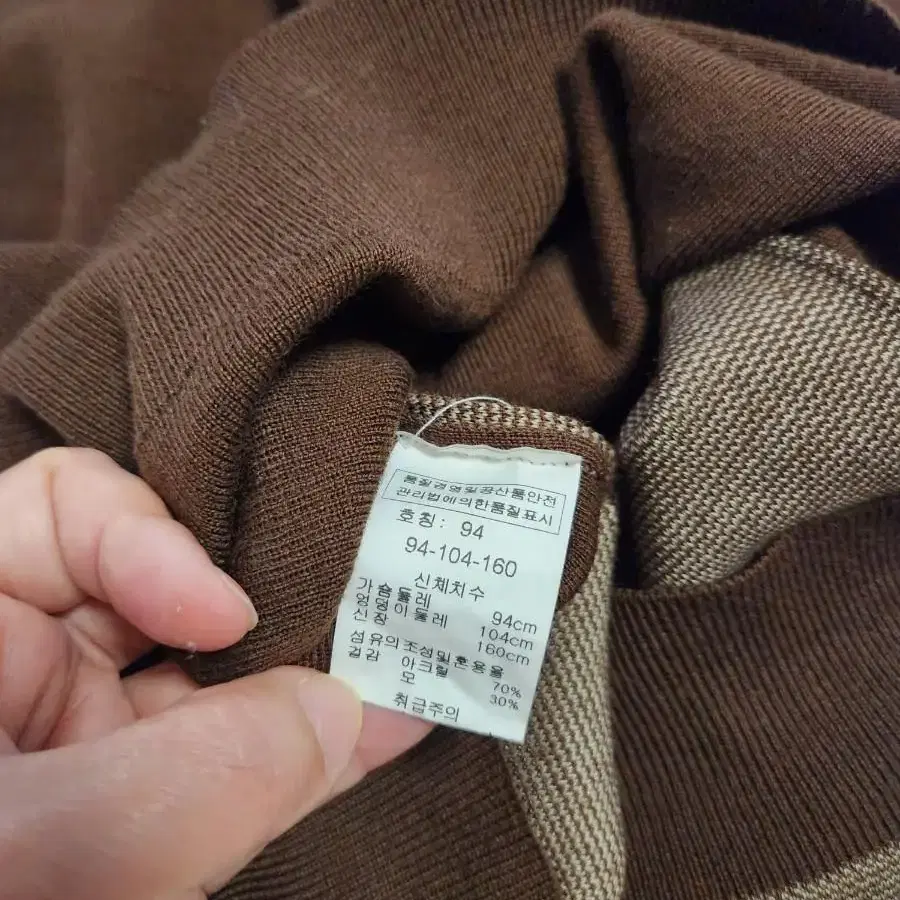 품질경영및공산품안전
관리법에의한품질표시
호칭: 94
94-104-160
신체치수
가슴둘레 94cm
엉덩이둘레 104cm
신장 160cm
섬유의조성및혼용율
겉감 아크릴 70%
모 30%
취급주의